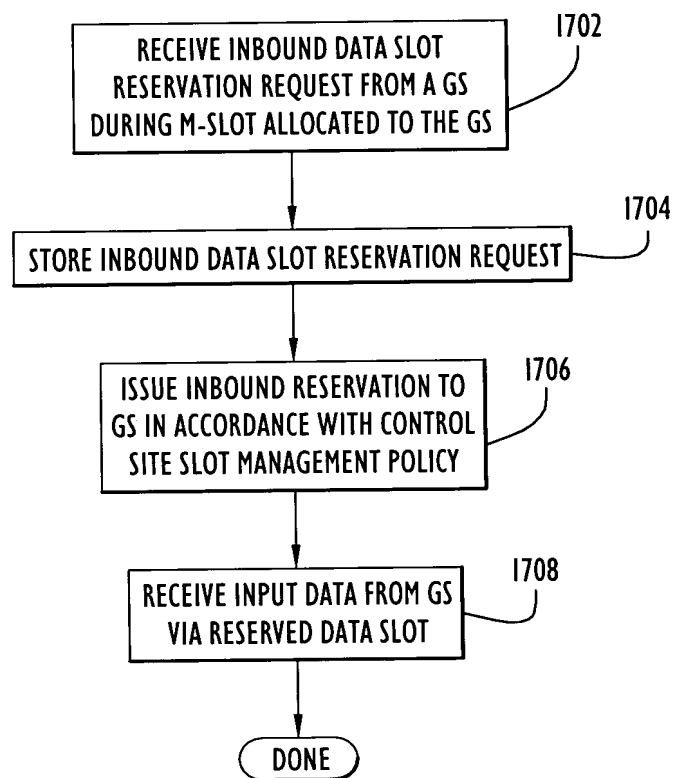 1702
RECEIVE INBOUND DATA SLOT
RESERVATION REQUEST FROM A GS
DURING M-SLOT ALLOCATED TO THE GS
1704
STORE INBOUND DATA SLOT RESERVATION REQUEST
1706
ISSUE INBOUND RESERVATION TO
GS IN ACCORDANCE WITH CONTROL
SITE SLOT MANAGEMENT POLICY
1708
RECEIVE INPUT DATA FROM GS
VIA RESERVED DATA SLOT
DONE